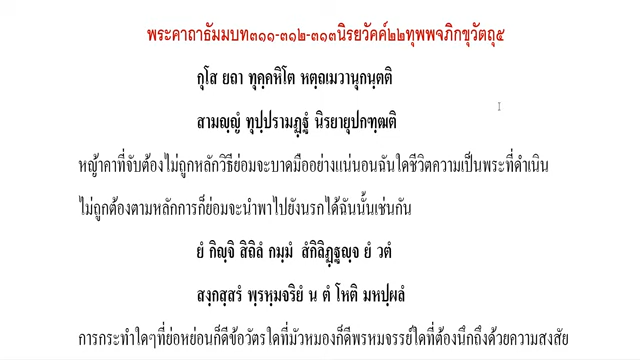 พระคาถาธัมมบท๓๑๑-๓๑๒-๓๑๓นิรยวัคค์๒๒ทุพพจภิกขุวัตถุ๕
กุโส ยถา ทุคฺคหิโต หตฺถเมวานุกนฺตติ
สามญฺญํ ทุปฺปรามฏฺฐํ นิรยายุปกฑฺฒติ
หญ้าคาที่จับต้องไม่ถูกหลักวิธีย่อมจะบาดมืออย่างแน่นอนฉันใดชีวิตความเป็นพระที่ดำเนิน
ไม่ถูกต้องตามหลักการก็ย่อมจะนำพาไปยังนรกได้ฉันนั้นเช่นกัน
ยํ กิญฺจิ สิถิลํ กมฺมํ สํกิลิฏฺฐญฺจ ยํ วตํ
สงฺกสฺสรํ พฺรหฺมจริยํ น ตํ โหติ มหปฺผลํ
การกระทำใดๆที่ย่อหย่อนก็ดีข้อวัตรใดที่มัวหมองก็ดีพรหมจรรย์ใดที่ต้องนึกถึงด้วยความสงสัย